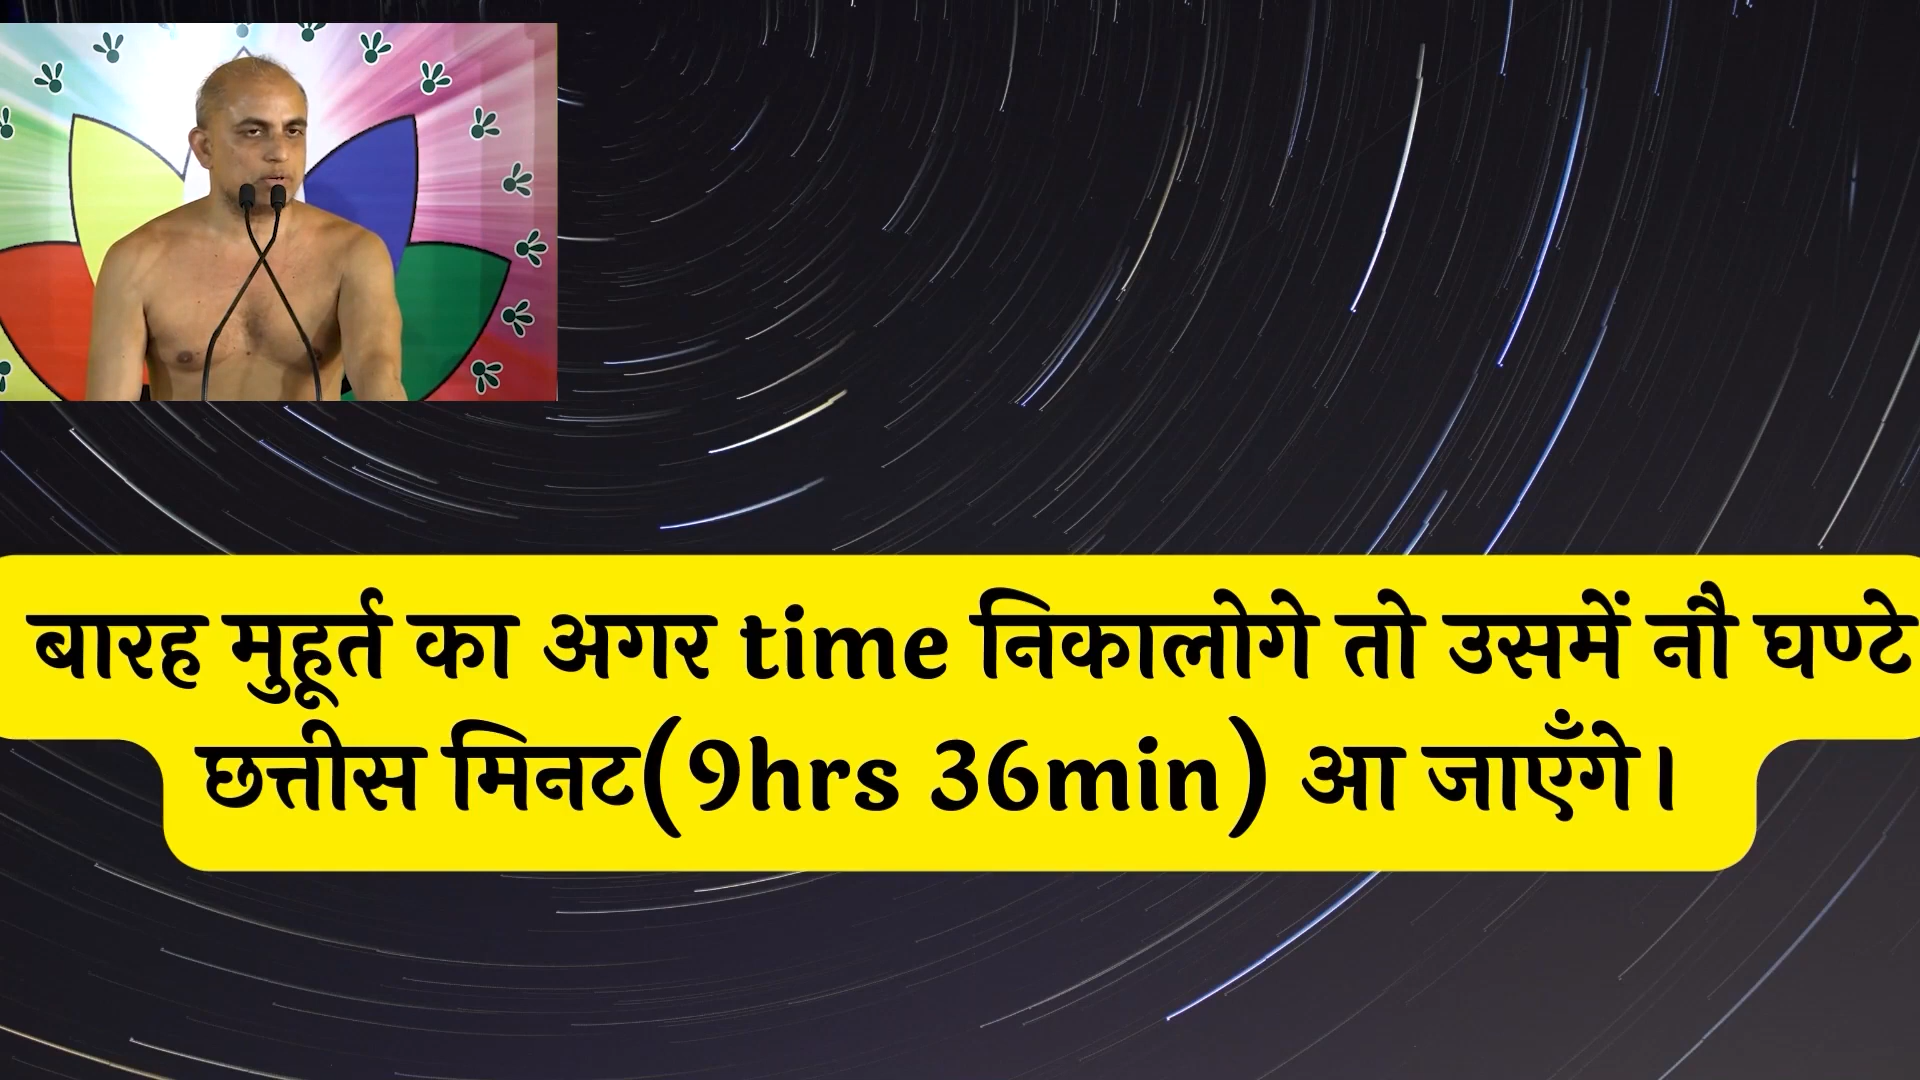 बारह मुहूर्त का अगर time निकालोगे तो उसमें नौ घण्टे
छत्तीस मिनट(9hrs 36min) आ जाएँगे।